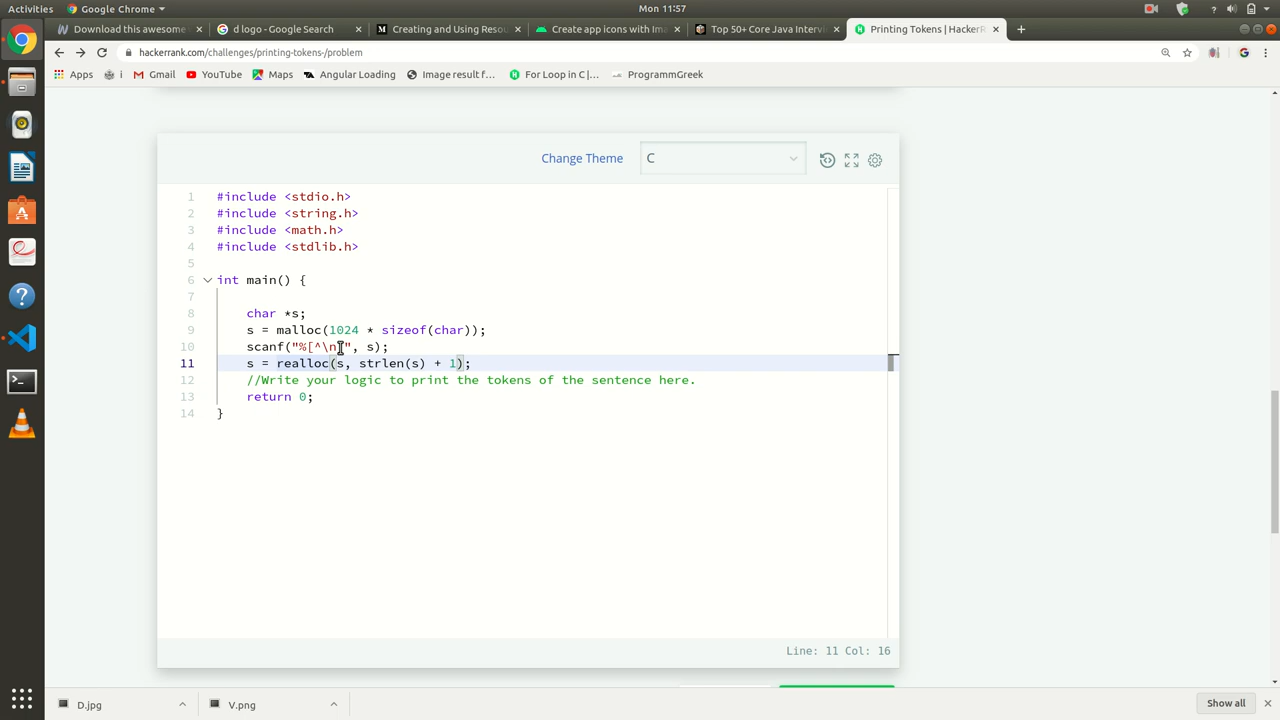 Activities Google Chrome Mon 11:57
Download this awesome
d logo - Google Search
Creating and Using Resou
Create app icons with Ima
Top 50+ Core Java Intervi
Printing Tokens | HackerR
hackerrank.com/challenges/printing-tokens/problem
Apps i Gmail YouTube Maps Angular Loading Image result f… For Loop in C |… ProgrammGreek
Change Theme C
1 #include <stdio.h>
2 #include <string.h>
3 #include <math.h>
4 #include <stdlib.h>
5
6 int main() {
7
8 char *s;
9 s = malloc(1024 * sizeof(char));
10 scanf("%[^\n]", s);
11 s = realloc(s, strlen(s) + 1);
12 //Write your logic to print the tokens of the sentence here.
13 return 0;
14 }
Line: 11 Col: 16
D.jpg V.png Show all